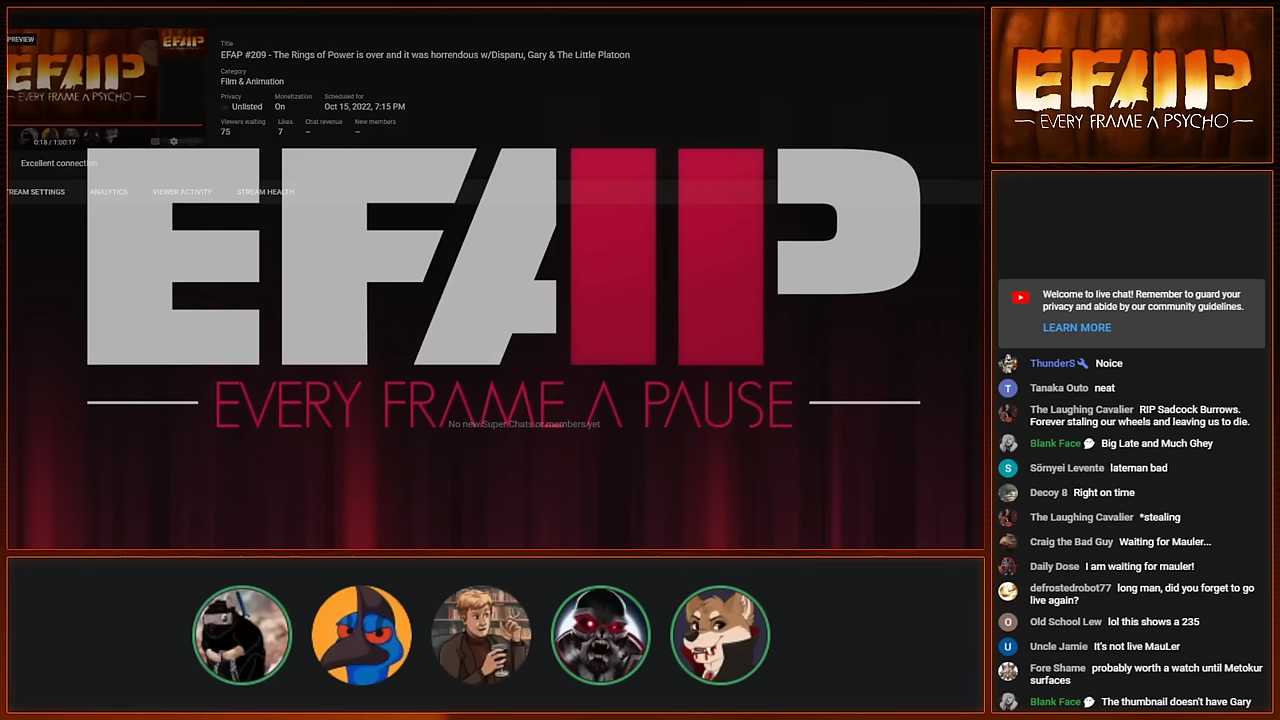 PREVIEW
EFAP
EVERY FRAME A PSYCHO
0:18 / 1:00:17
Excellent connection
Title
EFAP #209 - The Rings of Power is over and it was horrendous w/Disparu, Gary & The Little Platoon
Category
Film & Animation
Privacy Monetization Scheduled for
Unlisted On Oct 15, 2022, 7:15 PM
Viewers waiting Likes Chat revenue New members
75 7 – –
TREAM SETTINGS ANALYTICS VIEWER ACTIVITY STREAM HEALTH
EFAP
EVERY FRAME A PAUSE
No new Super Chats or members yet
EFAP
EVERY FRAME A PSYCHO
Welcome to live chat! Remember to guard your
privacy and abide by our community guidelines.
LEARN MORE
ThunderS Noice
T Tanaka Outo neat
The Laughing Cavalier RIP Sadcock Burrows.
Forever staling our wheels and leaving us to die.
Blank Face Big Late and Much Ghey
S Sörnyei Levente lateman bad
Decoy 8 Right on time
The Laughing Cavalier *stealing
Craig the Bad Guy Waiting for Mauler...
Daily Dose I am waiting for mauler!
defrostedrobot77 long man, did you forget to go
live again?
O Old School Lew lol this shows a 235
U Uncle Jamie It's not live MauLer
Fore Shame probably worth a watch until Metokur
surfaces
Blank Face The thumbnail doesn't have Gary